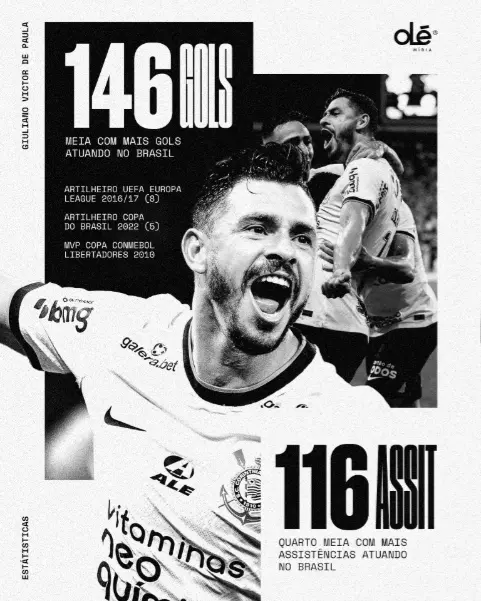 GIULIANO VICTOR DE PAULA
olé
MÍDIA
146 GOLS
MEIA COM MAIS GOLS
ATUANDO NO BRASIL
ARTILHEIRO UEFA EUROPA
LEAGUE 2016/17 (8)
ARTILHEIRO COPA
DO BRASIL 2022 (5)
MVP COPA CONMEBOL
LIBERTADORES 2010
bmg
galera.bet
ALE
vitaminas
neo
químic
116 ASSIT
QUARTO MEIA COM MAIS
ASSISTÊNCIAS ATUANDO
NO BRASIL
ESTÁTISTICAS